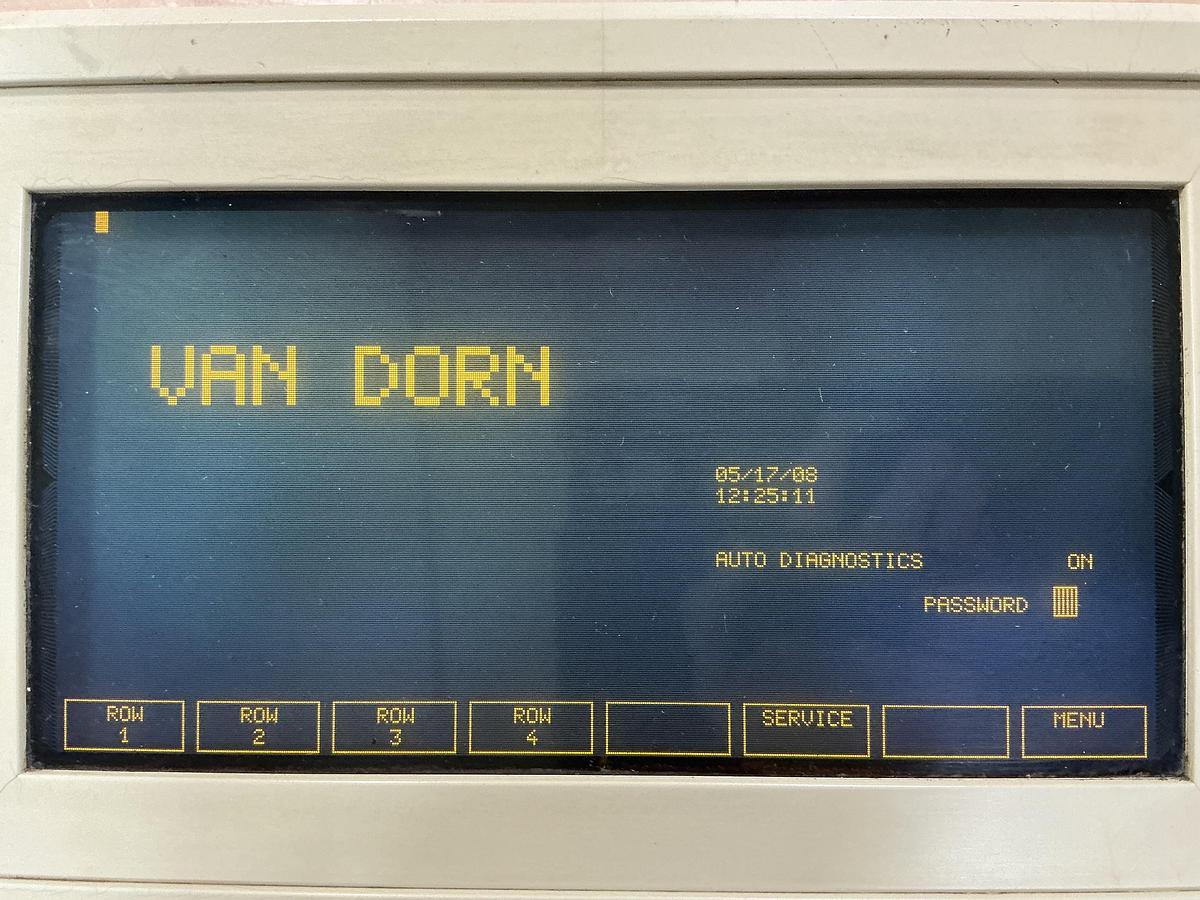 VAN DORN
05/17/08
12:25:11
AUTO DIAGNOSTICS ON
PASSWORD
ROW 1
ROW 2
ROW 3
ROW 4
SERVICE
MENU